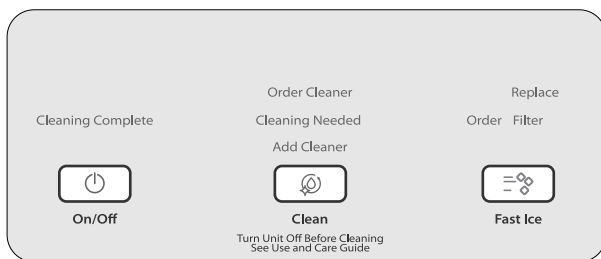 Order Cleaner
Replace
Cleaning Complete
Cleaning Needed
Order Filter
Add Cleaner
On/Off
Clean
Fast Ice
Turn Unit Off Before Cleaning
See Use and Care Guide